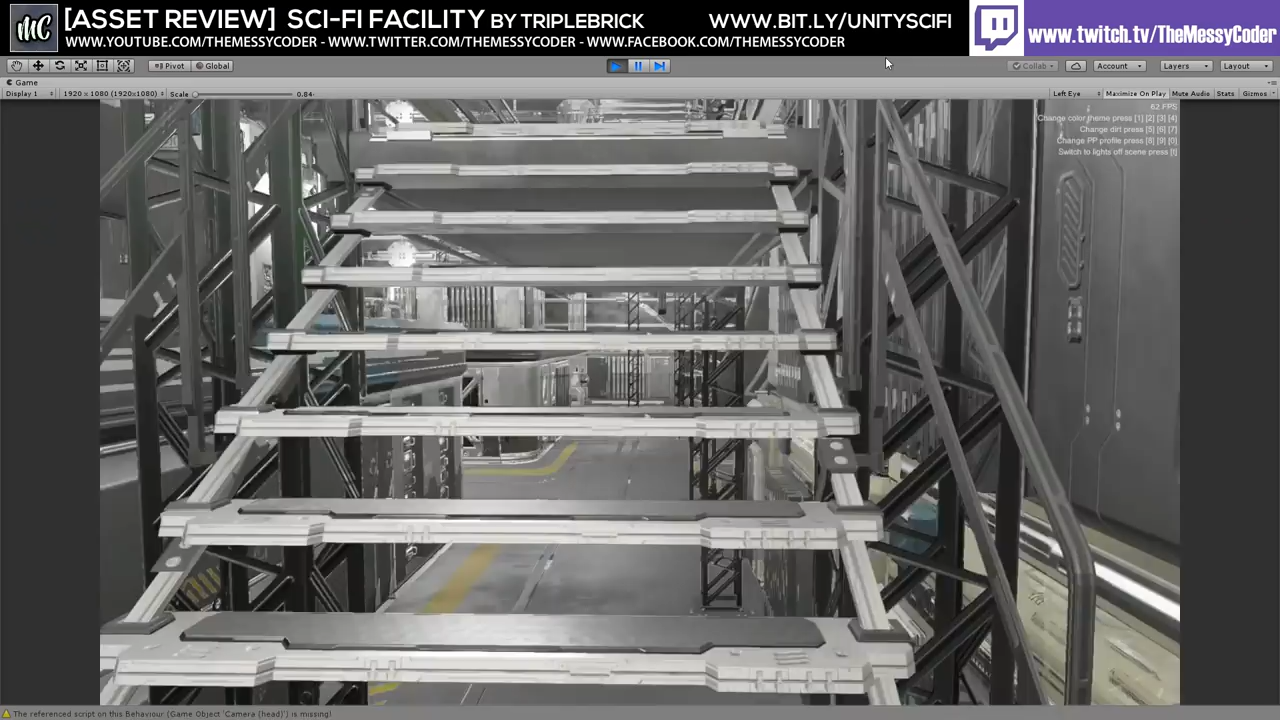 [ASSET REVIEW] SCI-FI FACILITY BY TRIPLEBRICK
WWW.BIT.LY/UNITYSCIFI
WWW.YOUTUBE.COM/THEMESSYCODER - WWW.TWITTER.COM/THEMESSYCODER - WWW.FACEBOOK.COM/THEMESSYCODER
MC
www.twitch.tv/TheMessyCoder
Pivot Global
Collab Account Layers Layout
Game
Display 1 1920 x 1080 (1920x1080) Scale 0.84 Left Eye Maximize On Play Mute Audio Stats Gizmos
62 FPS
Change color theme press [1] [2] [3] [4]
Change dirt press [5] [6] [7]
Change PP profile press [8] [9] [0]
Switch to lights off scene press [t]
The referenced script on this Behaviour (Game Object 'Camera (head)') is missing!